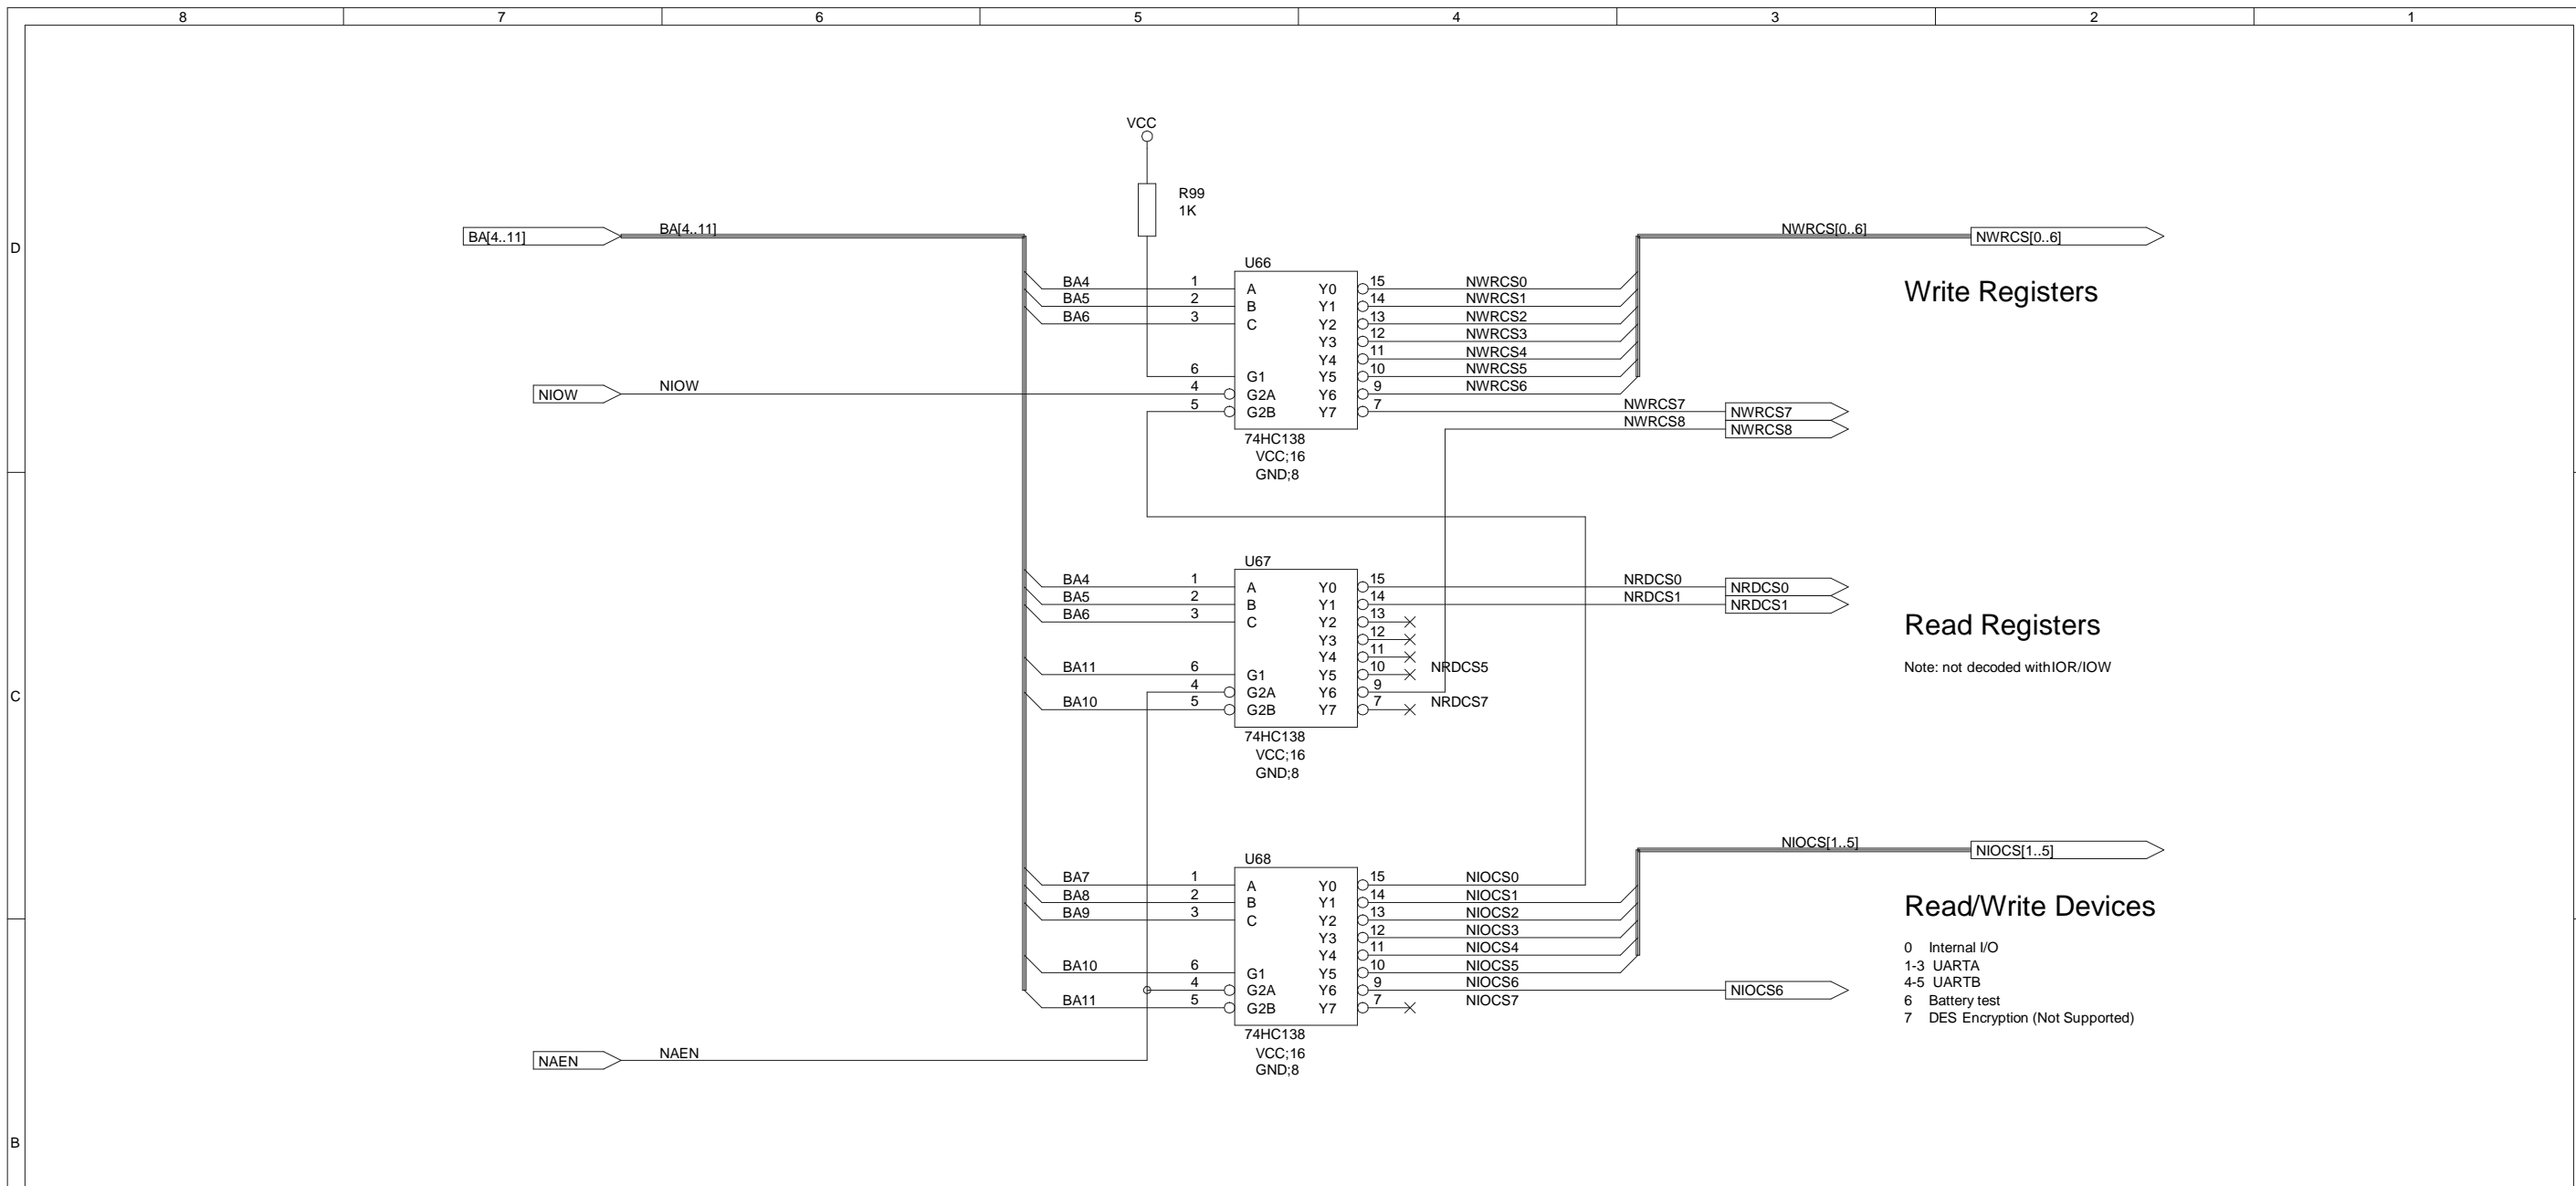 8 7 6 5 4 3 2 1
VCC
R99
1K
D
BA[4..11] BA[4..11] NWRCS[0..6] NWRCS[0..6]
U66
BA4 1 A Y0 15 NWRCS0
BA5 2 B Y1 14 NWRCS1
BA6 3 C Y2 13 NWRCS2
Y3 12 NWRCS3
Y4 11 NWRCS4
6 G1 Y5 10 NWRCS5
NIOW NIOW 4 G2A Y6 9 NWRCS6
5 G2B Y7 7 NWRCS7 NWRCS7
NWRCS8 NWRCS8
74HC138
VCC;16
GND;8
Write Registers
C
U67
BA4 1 A Y0 15 NRDCS0 NRDCS0
BA5 2 B Y1 14 NRDCS1 NRDCS1
BA6 3 C Y2 13
Y3 12
Y4 11
BA11 6 G1 Y5 10 NRDCS5
4 G2A Y6 9
BA10 5 G2B Y7 7 NRDCS7
74HC138
VCC;16
GND;8
Read Registers
Note: not decoded with IOR/IOW
NIOCS[1..5] NIOCS[1..5]
U68
BA7 1 A Y0 15 NIOCS0
BA8 2 B Y1 14 NIOCS1
BA9 3 C Y2 13 NIOCS2
Y3 12 NIOCS3
Y4 11 NIOCS4
BA10 6 G1 Y5 10 NIOCS5
4 G2A Y6 9 NIOCS6 NIOCS6
BA11 5 G2B Y7 7 NIOCS7
74HC138
VCC;16
GND;8
NAEN NAEN
Read/Write Devices
0 Internal I/O
1-3 UARTA
4-5 UARTB
6 Battery test
7 DES Encryption (Not Supported)
B